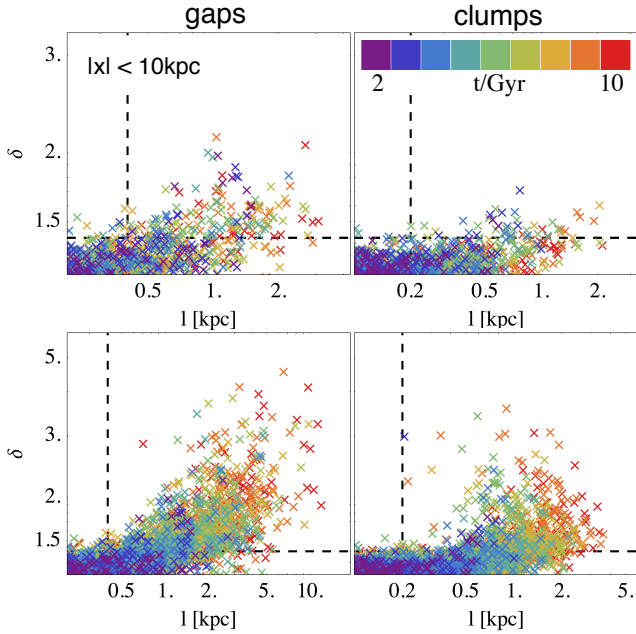 gaps clumps
|x| < 10kpc
2 t/Gyr 10
3.
2.
1.5
δ
0.5 1. 2.
0.2 0.5 1. 2.
l [kpc] l [kpc]
5.
3.
2.
1.5
δ
0.5 1. 2. 5. 10.
0.2 0.5 1.0 2. 5.
l [kpc] l [kpc]